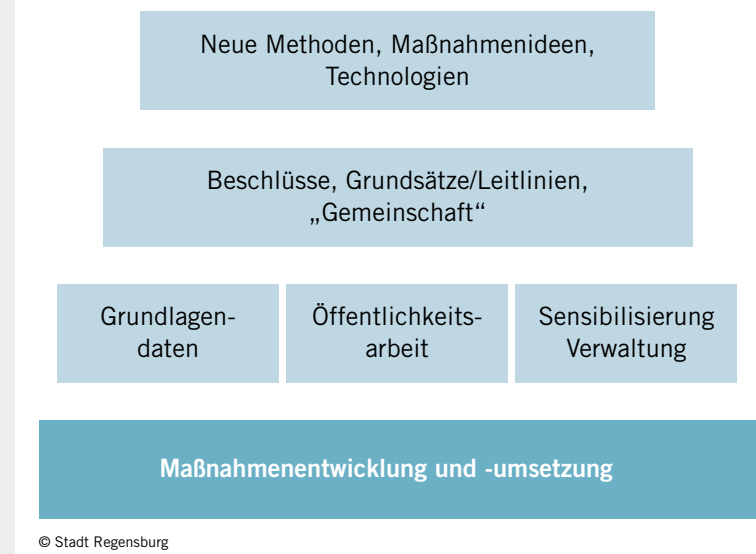 Neue Methoden, Maßnahmenideen,
Technologien
Beschlüsse, Grundsätze/Leitlinien,
„Gemeinschaft“
Grundlagen-
daten
Öffentlichkeits-
arbeit
Sensibilisierung
Verwaltung
Maßnahmenentwicklung und -umsetzung
© Stadt Regensburg